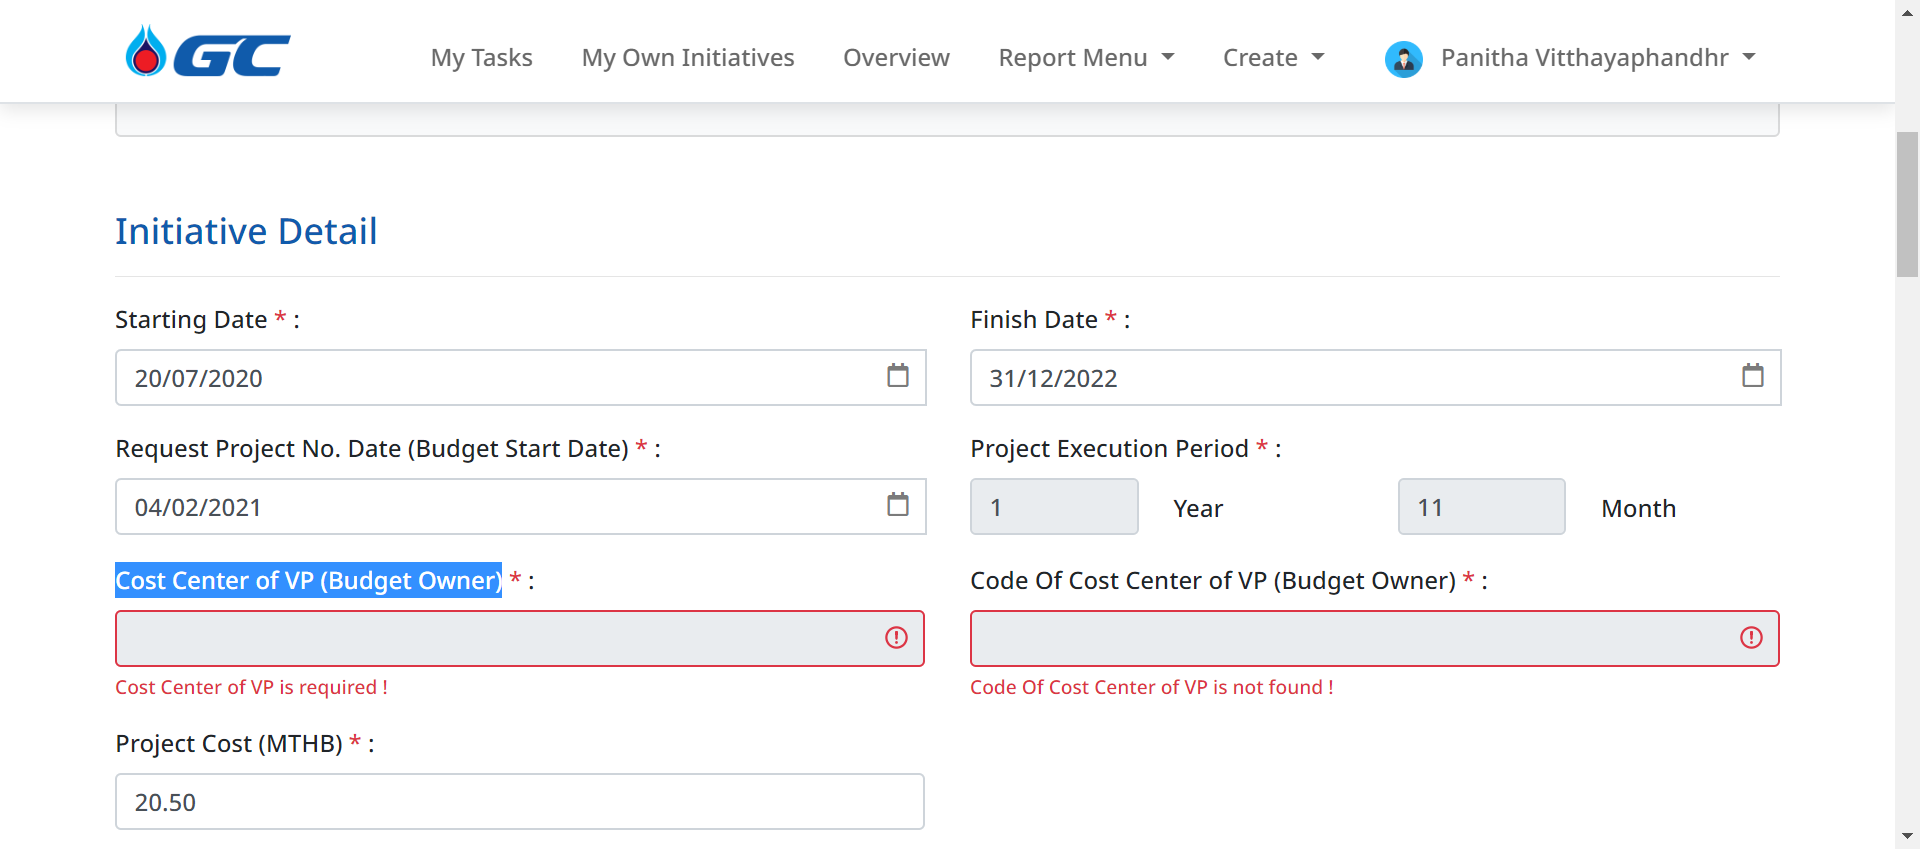 GC My Tasks My Own Initiatives Overview Report Menu Create Panitha Vitthayaphandhr
Initiative Detail
Starting Date * : Finish Date * :
20/07/2020 31/12/2022
Request Project No. Date (Budget Start Date) * : Project Execution Period * :
04/02/2021 1 Year 11 Month
Cost Center of VP (Budget Owner) * : Code Of Cost Center of VP (Budget Owner) * :
Cost Center of VP is required ! Code Of Cost Center of VP is not found !
Project Cost (MTHB) * :
20.50